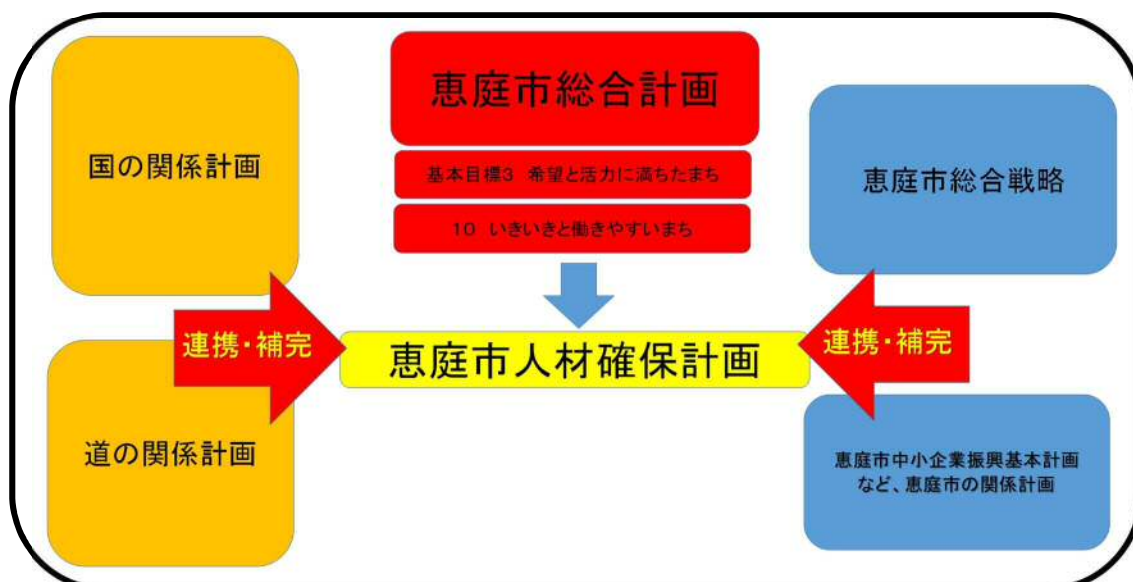 恵庭市総合計画
基本目標3 希望と活力に満ちたまち
10 いきいきと働きやすいまち
国の関係計画
恵庭市総合戦略
連携・補完
連携・補完
恵庭市人材確保計画
道の関係計画
恵庭市中小企業振興基本計画
など、恵庭市の関係計画